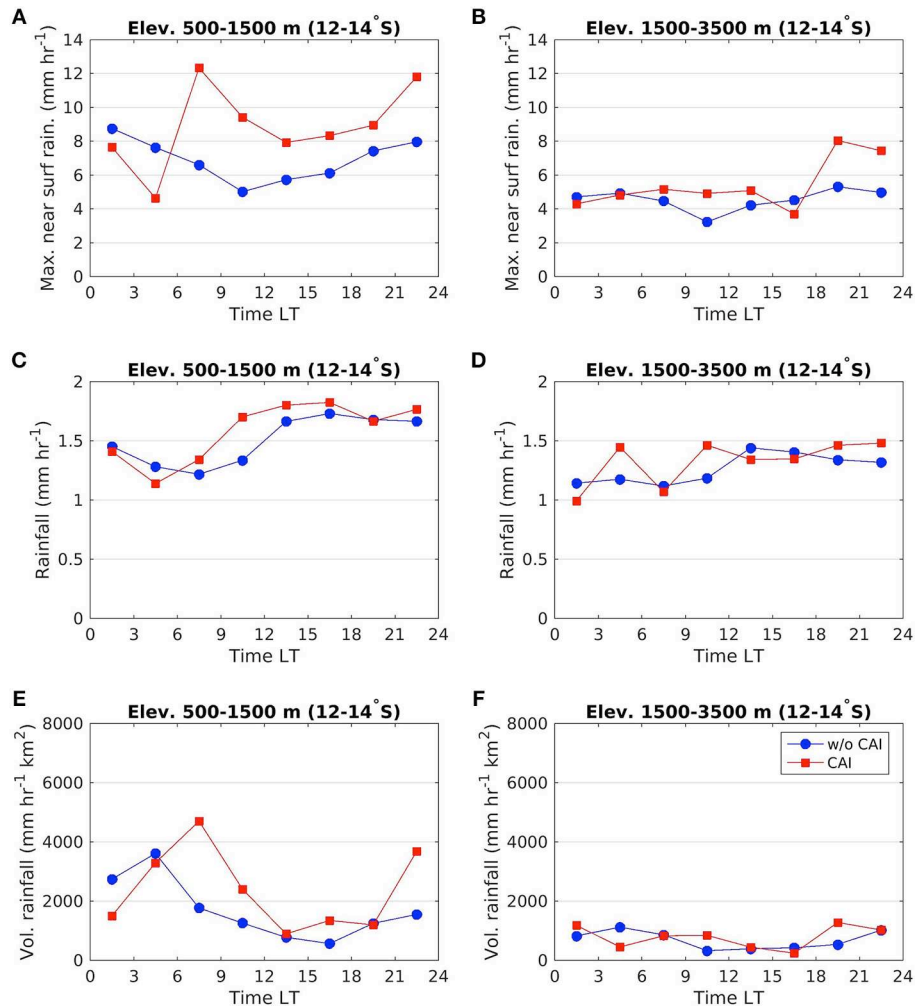 A
Elev. 500-1500 m (12-14°S)
Max. near surf rain. (mm hr-1)
14
12
10
8
6
4
2
0
0 3 6 9 12 15 18 21 24
Time LT
B
Elev. 1500-3500 m (12-14°S)
Max. near surf rain. (mm hr-1)
14
12
10
8
6
4
2
0
0 3 6 9 12 15 18 21 24
Time LT
C
Elev. 500-1500 m (12-14°S)
Rainfall (mm hr-1)
2
1.5
1
0.5
0
0 3 6 9 12 15 18 21 24
Time LT
D
Elev. 1500-3500 m (12-14°S)
Rainfall (mm hr-1)
2
1.5
1
0.5
0
0 3 6 9 12 15 18 21 24
Time LT
E
Elev. 500-1500 m (12-14°S)
Vol. rainfall (mm hr-1 km2)
8000
6000
4000
2000
0
0 3 6 9 12 15 18 21 24
Time LT
F
Elev. 1500-3500 m (12-14°S)
Vol. rainfall (mm hr-1 km2)
8000
6000
4000
2000
0
w/o CAI
CAI
0 3 6 9 12 15 18 21 24
Time LT